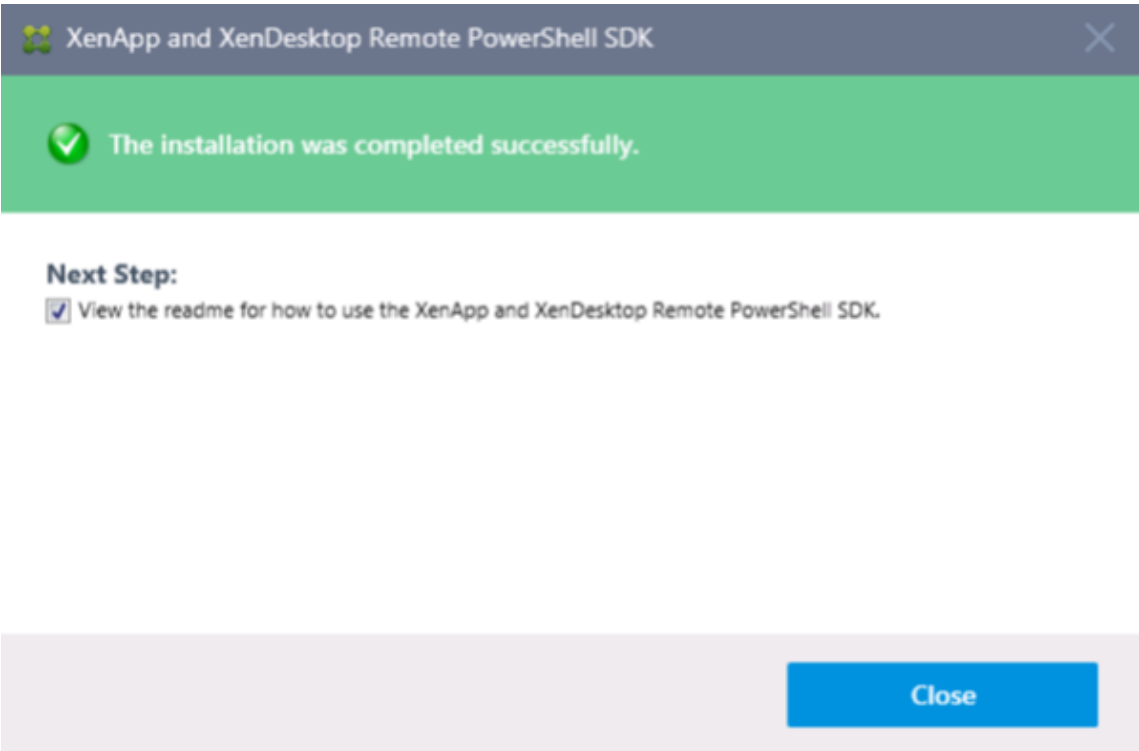 XenApp and XenDesktop Remote PowerShell SDK
The installation was completed successfully.
Next Step:
View the readme for how to use the XenApp and XenDesktop Remote PowerShell SDK.
Close